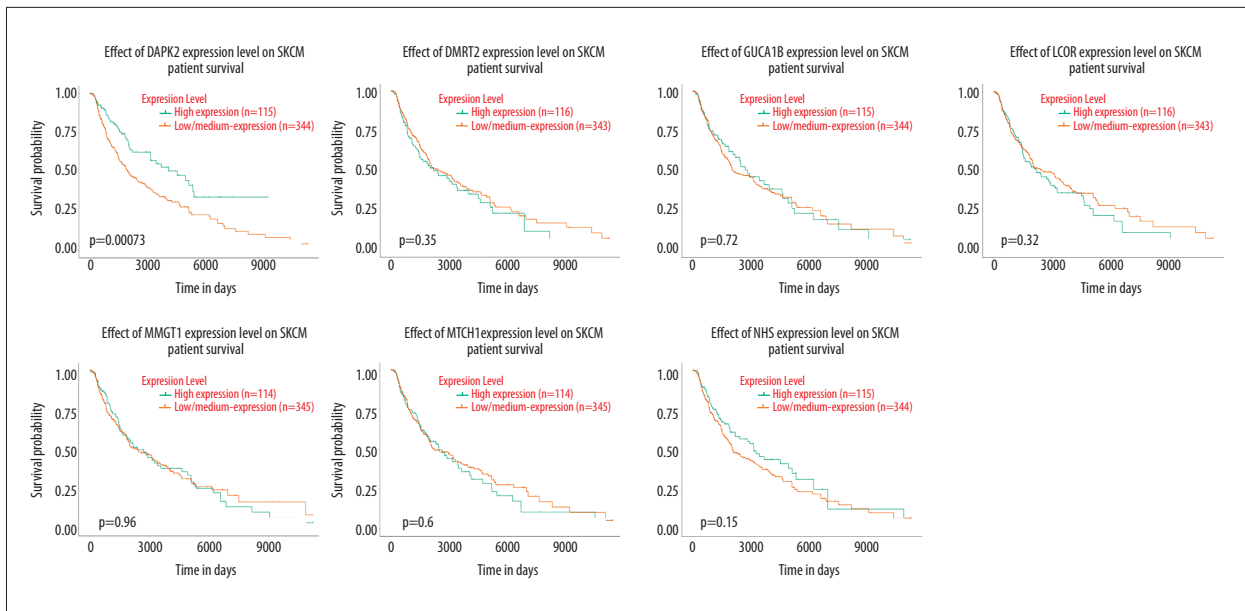 Effect of DAPK2 expression level on SKCM
patient survival
Expresiion Level
High expression (n=115)
Low/medium-expression (n=344)
Survival probability
1.00
0.75
0.50
0.25
0.00
p=0.00073
0 3000 6000 9000
Time in days
Effect of DMRT2 expression level on SKCM
patient survival
Expresiion Level
High expression (n=116)
Low/medium-expression (n=343)
Survival probability
1.00
0.75
0.50
0.25
0.00
p=0.35
0 3000 6000 9000
Time in days
Effect of GUCA1B expression level on SKCM
patient survival
Expresiion Level
High expression (n=115)
Low/medium-expression (n=344)
Survival probability
1.00
0.75
0.50
0.25
0.00
p=0.72
0 3000 6000 9000
Time in days
Effect of LCOR expression level on SKCM
patient survival
Expresiion Level
High expression (n=116)
Low/medium-expression (n=343)
Survival probability
1.00
0.75
0.50
0.25
0.00
p=0.32
0 3000 6000 9000
Time in days
Effect of MMGT1 expression level on SKCM
patient survival
Expresiion Level
High expression (n=114)
Low/medium-expression (n=345)
Survival probability
1.00
0.75
0.50
0.25
0.00
p=0.96
0 3000 6000 9000
Time in days
Effect of MTCH1expression level on SKCM
patient survival
Expresiion Level
High expression (n=114)
Low/medium-expression (n=345)
Survival probability
1.00
0.75
0.50
0.25
0.00
p=0.6
0 3000 6000 9000
Time in days
Effect of NHS expression level on SKCM
patient survival
Expresiion Level
High expression (n=115)
Low/medium-expression (n=344)
Survival probability
1.00
0.75
0.50
0.25
0.00
p=0.15
0 3000 6000 9000
Time in days